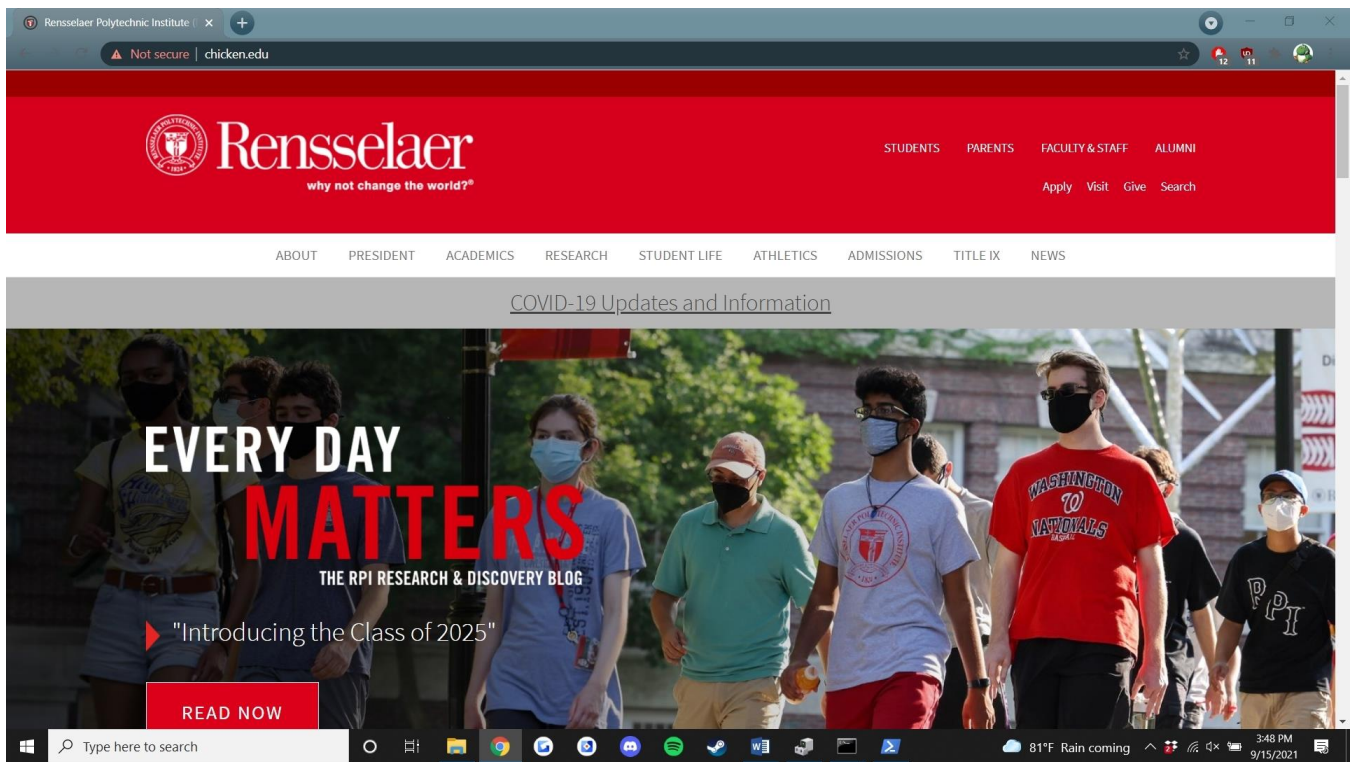 Rensselaer Polytechnic Institute (
Not secure | chicken.edu
12
11
Rensselaer
why not change the world?®
STUDENTS PARENTS FACULTY & STAFF ALUMNI
Apply Visit Give Search
ABOUT PRESIDENT ACADEMICS RESEARCH STUDENT LIFE ATHLETICS ADMISSIONS TITLE IX NEWS
COVID-19 Updates and Information
EVERY DAY
MATTERS
THE RPI RESEARCH & DISCOVERY BLOG
"Introducing the Class of 2025"
READ NOW
WASHINGTON
W
NATIONALS
BASEBALL
RPI
Type here to search
81°F Rain coming
3:48 PM
9/15/2021